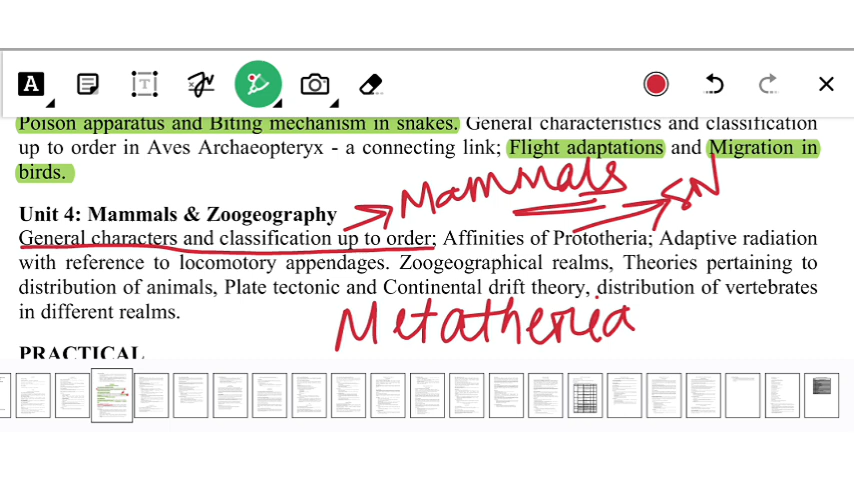 A
T
Poison apparatus and Biting mechanism in snakes. General characteristics and classification
up to order in Aves Archaeopteryx - a connecting link; Flight adaptations and Migration in
birds.
Mammals
SN
Unit 4: Mammals & Zoogeography
General characters and classification up to order; Affinities of Prototheria; Adaptive radiation
with reference to locomotory appendages. Zoogeographical realms, Theories pertaining to
distribution of animals, Plate tectonic and Continental drift theory, distribution of vertebrates
in different realms.
Metatheria
PRACTICAL